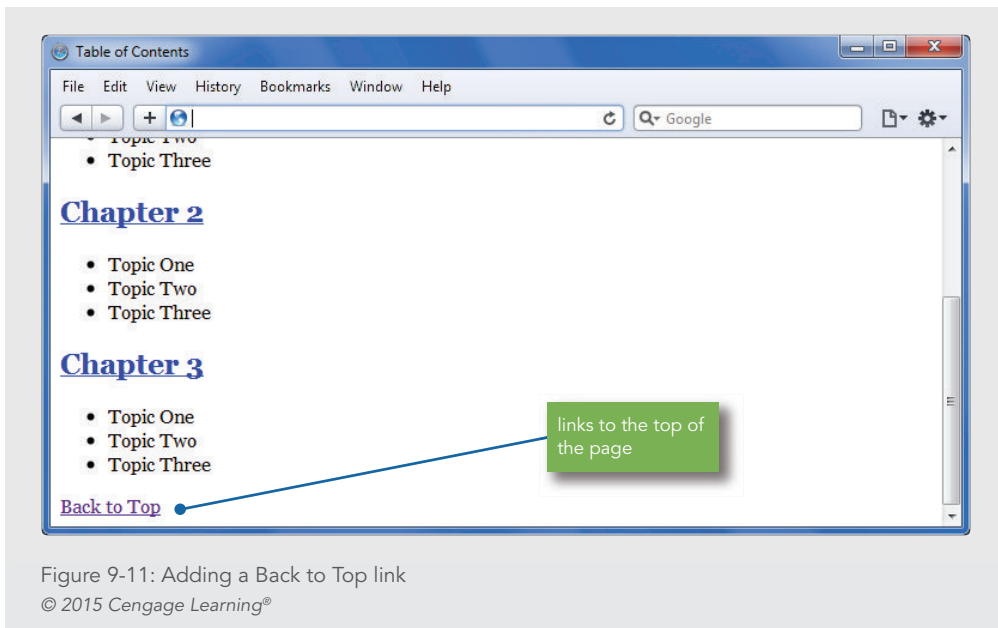 Table of Contents
File Edit View History Bookmarks Window Help
Google
Topic Two
Topic Three
Chapter 2
Topic One
Topic Two
Topic Three
Chapter 3
Topic One
Topic Two
Topic Three
links to the top of
the page
Back to Top
Figure 9-11: Adding a Back to Top link
© 2015 Cengage Learning®